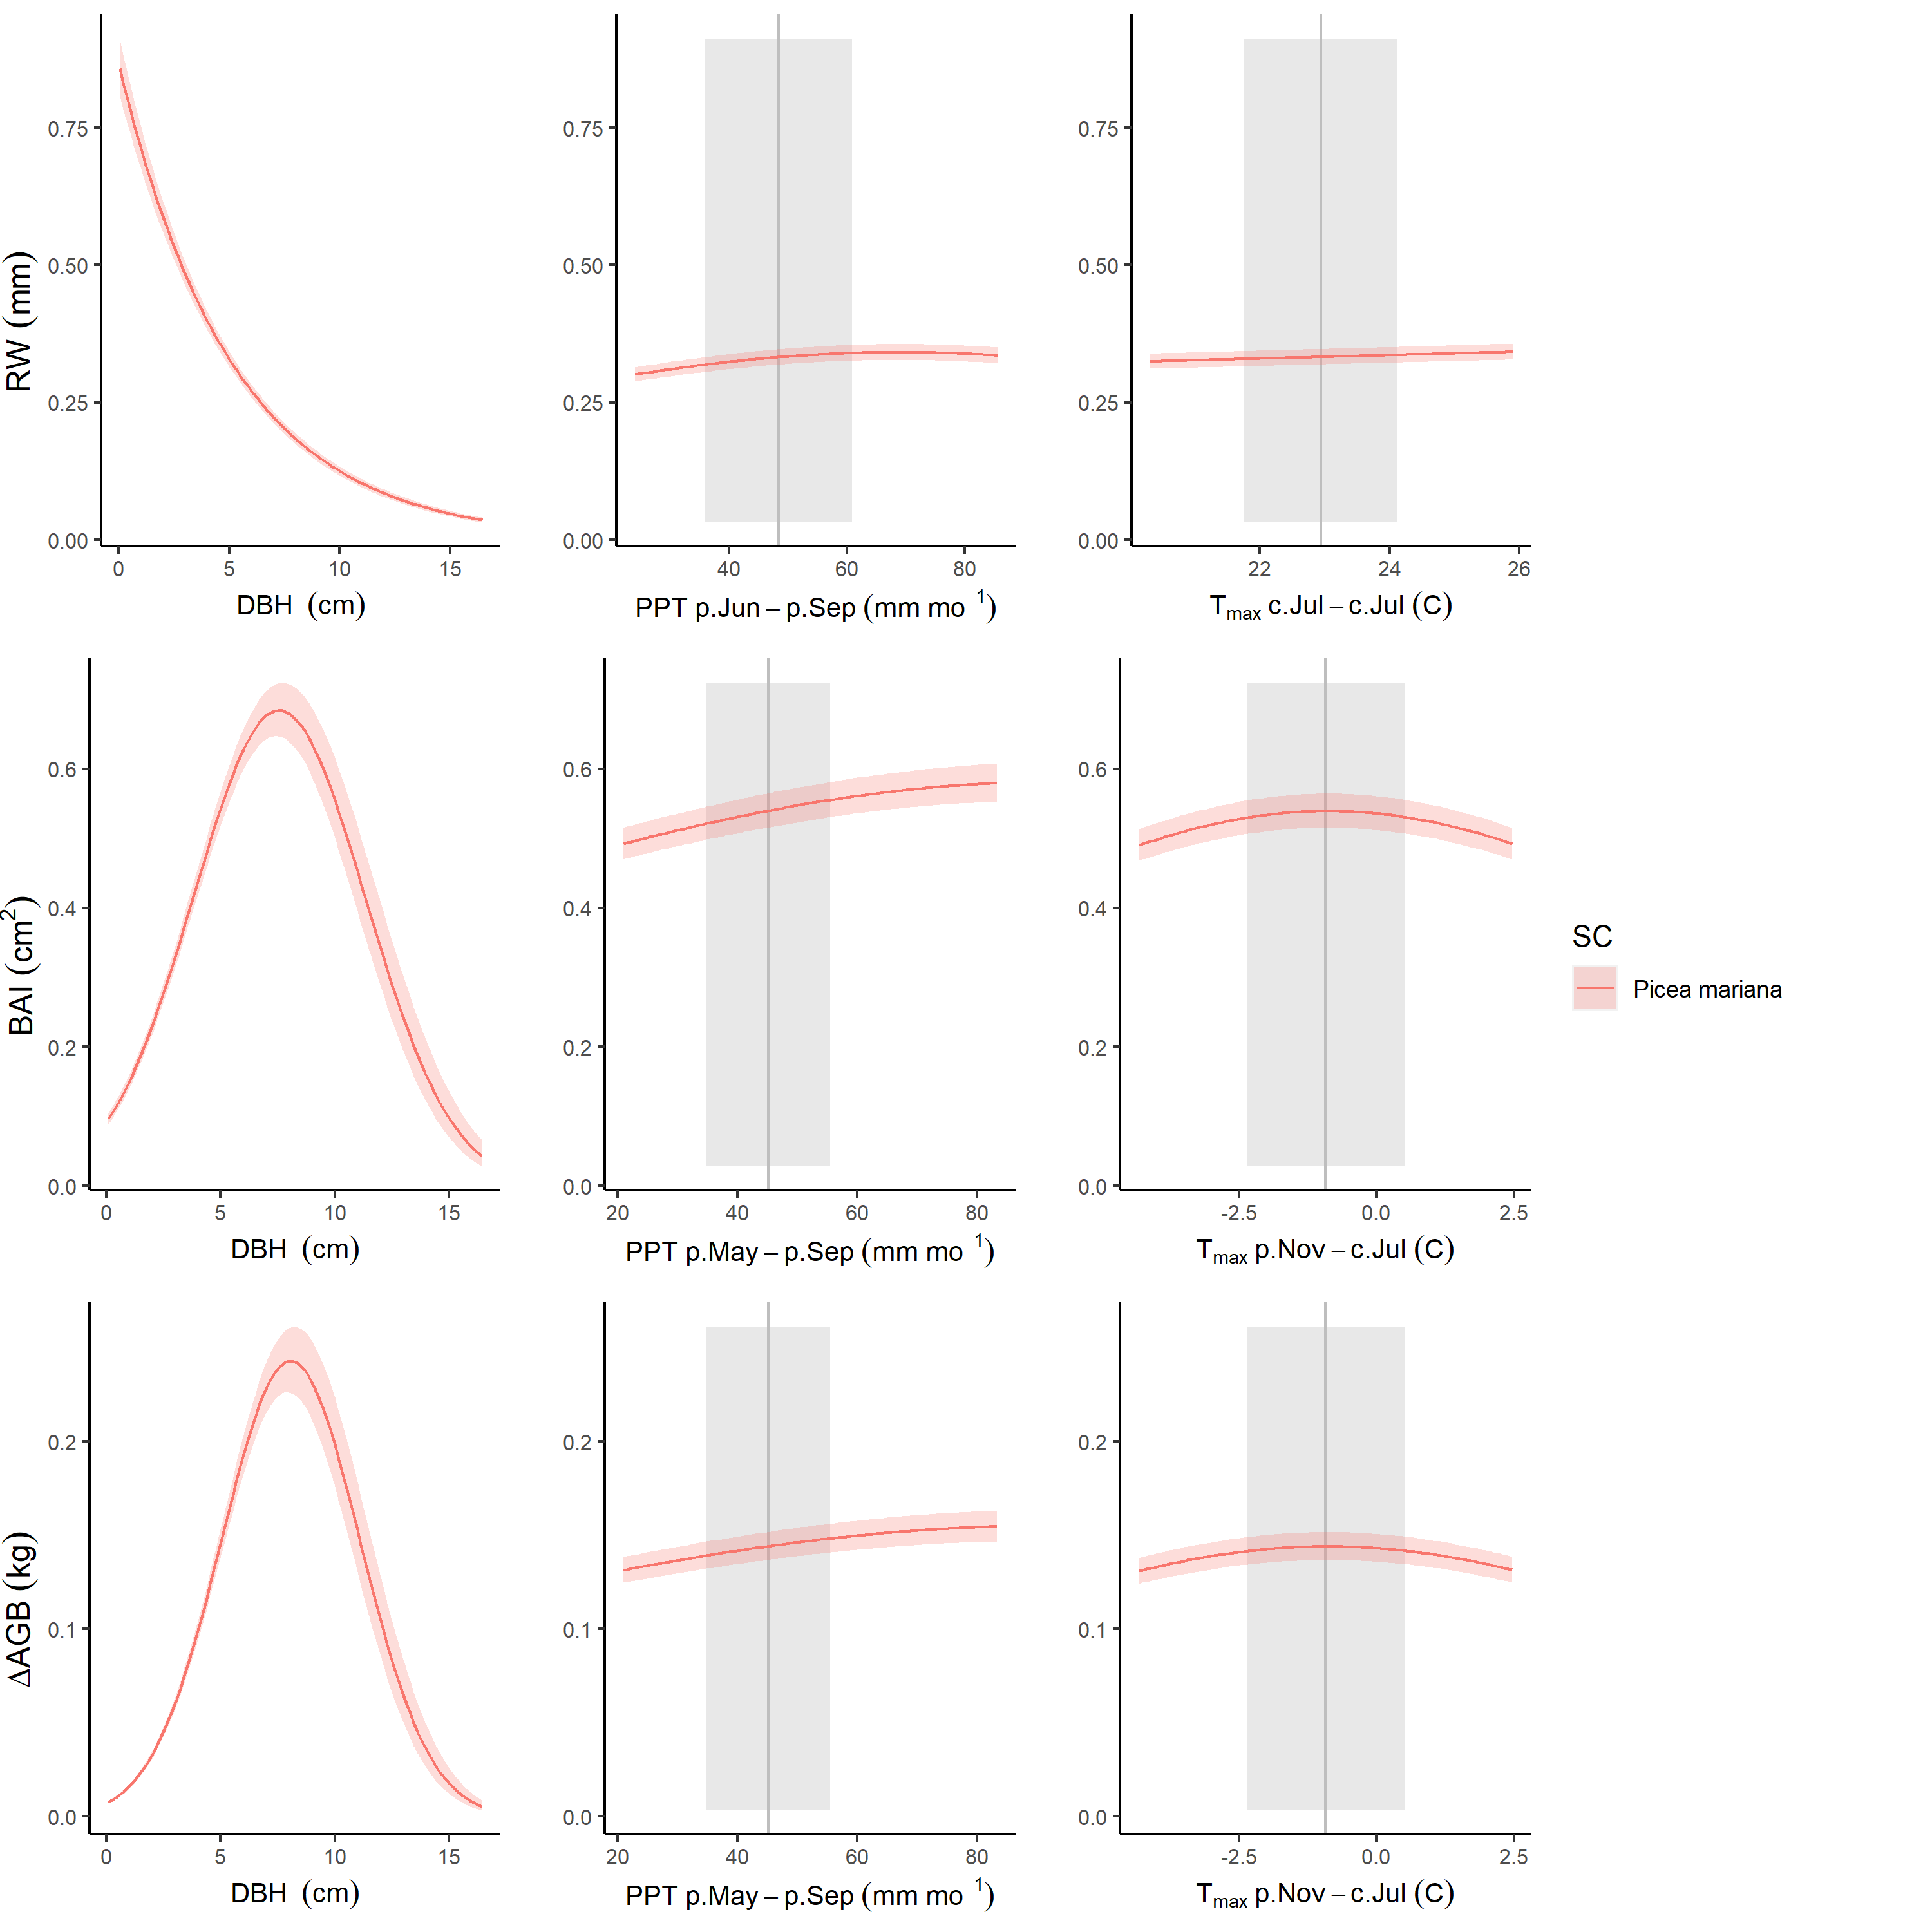 RW (mm)
0.75
0.50
0.25
0.00
0 5 10 15
DBH (cm)
0.75
0.50
0.25
0.00
40 60 80
PPT p.Jun – p.Sep (mm mo⁻¹)
0.75
0.50
0.25
0.00
22 24 26
Tmax c.Jul – c.Jul (C)
BAI (cm²)
0.6
0.4
0.2
0.0
0 5 10 15
DBH (cm)
0.6
0.4
0.2
0.0
20 40 60 80
PPT p.May – p.Sep (mm mo⁻¹)
0.6
0.4
0.2
0.0
-2.5 0.0 2.5
Tmax p.Nov – c.Jul (C)
SC
Picea mariana
ΔAGB (kg)
0.2
0.1
0.0
0 5 10 15
DBH (cm)
0.2
0.1
0.0
20 40 60 80
PPT p.May – p.Sep (mm mo⁻¹)
0.2
0.1
0.0
-2.5 0.0 2.5
Tmax p.Nov – c.Jul (C)